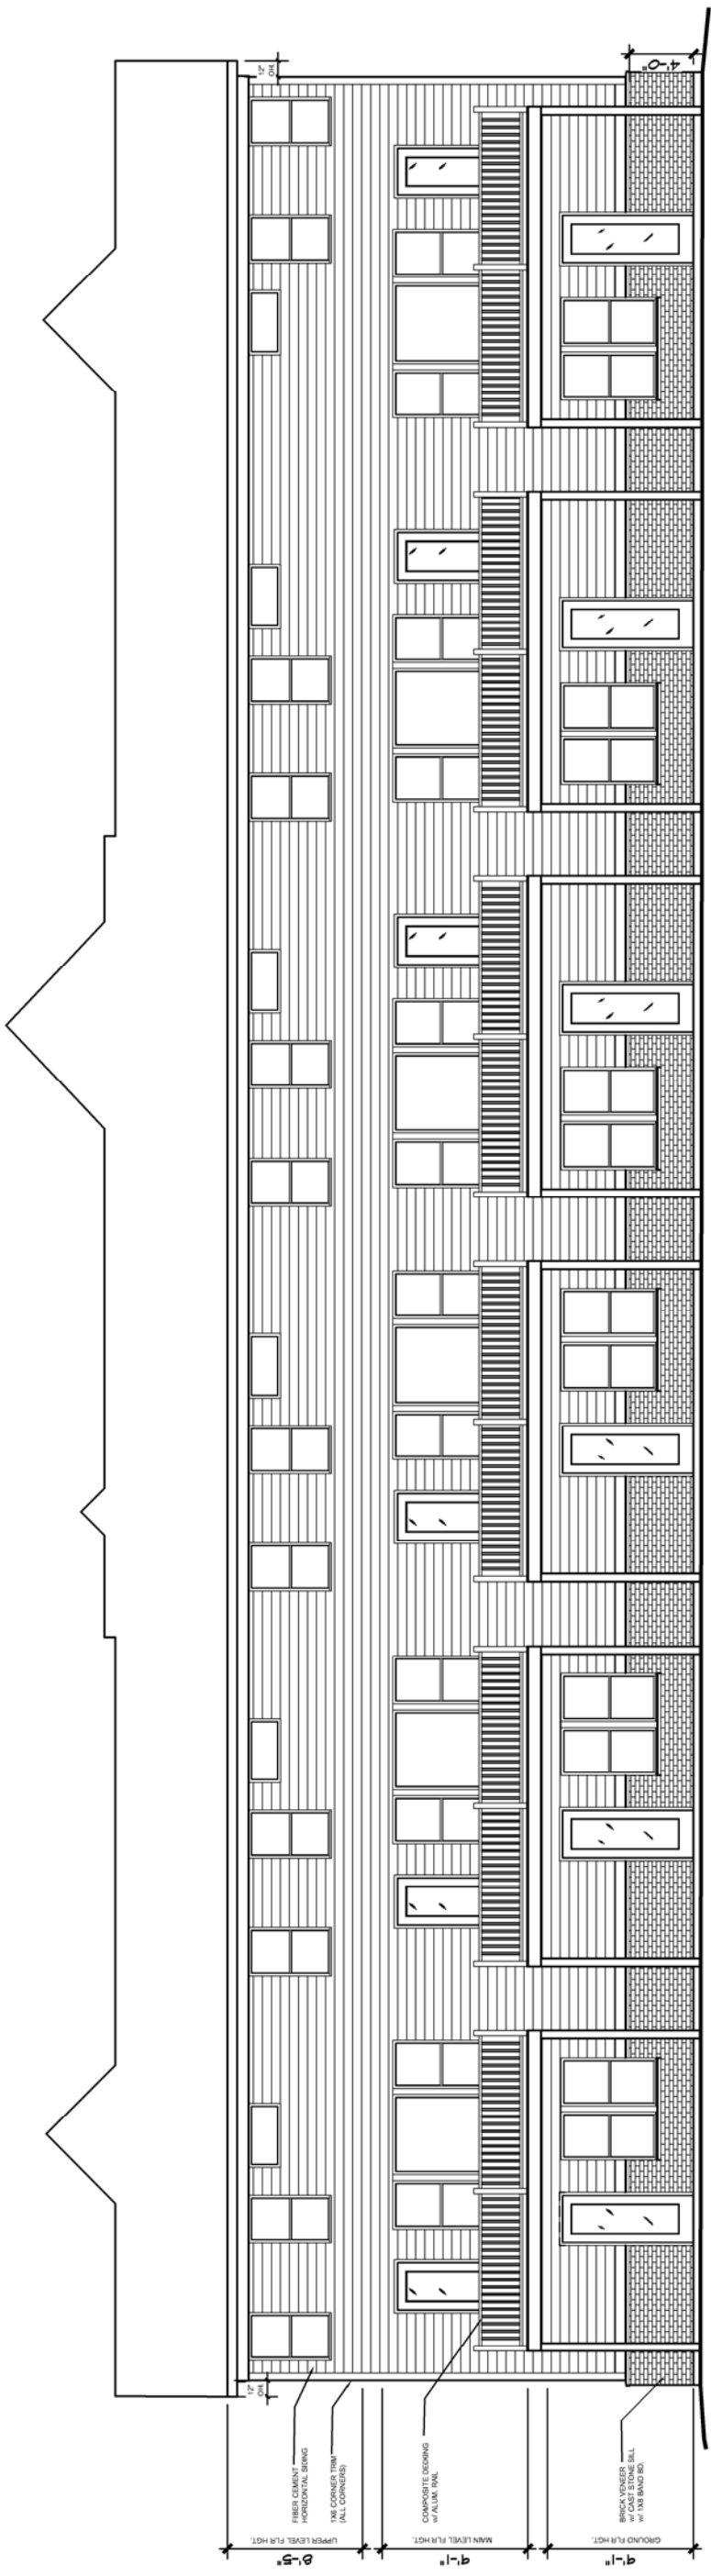 12"
OH.
4'-0"
12"
OH.
FIBER CEMENT
HORIZONTAL SIDING
1X6 CORNER TRIM
(ALL CORNERS)
COMPOSITE DECKING
w/ ALUM. RAIL
BRICK VENEER
w/ CAST STONE SILL
w/ 1X8 BAND BD.
UPPER LEVEL FLR HGT.
8'-5"
MAIN LEVEL FLR HGT.
9'-1"
GROUND FLR HGT.
9'-1"